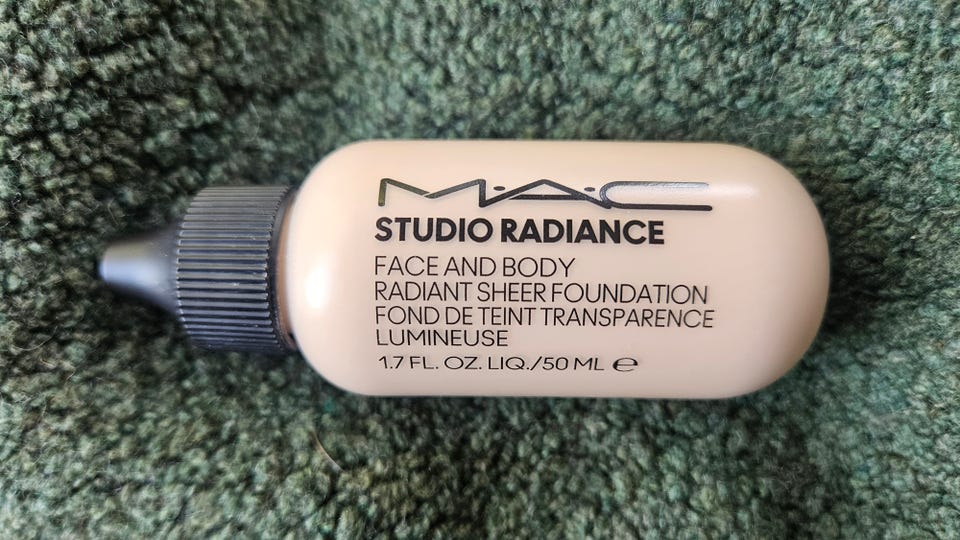 M·A·C
STUDIO RADIANCE
FACE AND BODY
RADIANT SHEER FOUNDATION
FOND DE TEINT TRANSPARENCE
LUMINEUSE
1.7 FL. OZ. LIQ./50 ML ℮